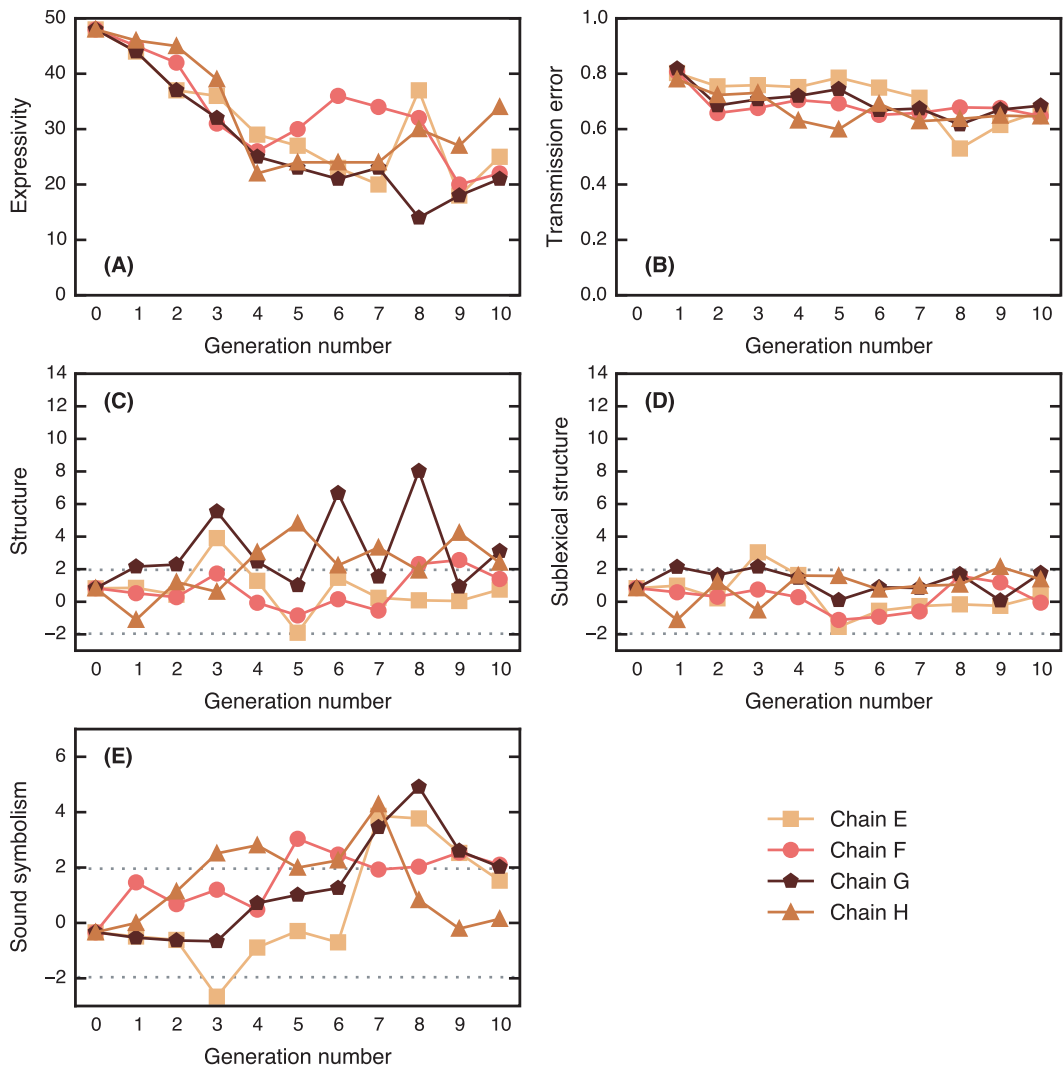 Expressivity
50
40
30
20
10
0
(A)
0 1 2 3 4 5 6 7 8 9 10
Generation number
Transmission error
1.0
0.8
0.6
0.4
0.2
0.0
(B)
0 1 2 3 4 5 6 7 8 9 10
Generation number
Structure
14
12
10
8
6
4
2
0
−2
(C)
0 1 2 3 4 5 6 7 8 9 10
Generation number
Sublexical structure
14
12
10
8
6
4
2
0
−2
(D)
0 1 2 3 4 5 6 7 8 9 10
Generation number
Sound symbolism
6
4
2
0
−2
(E)
0 1 2 3 4 5 6 7 8 9 10
Generation number
Chain E
Chain F
Chain G
Chain H